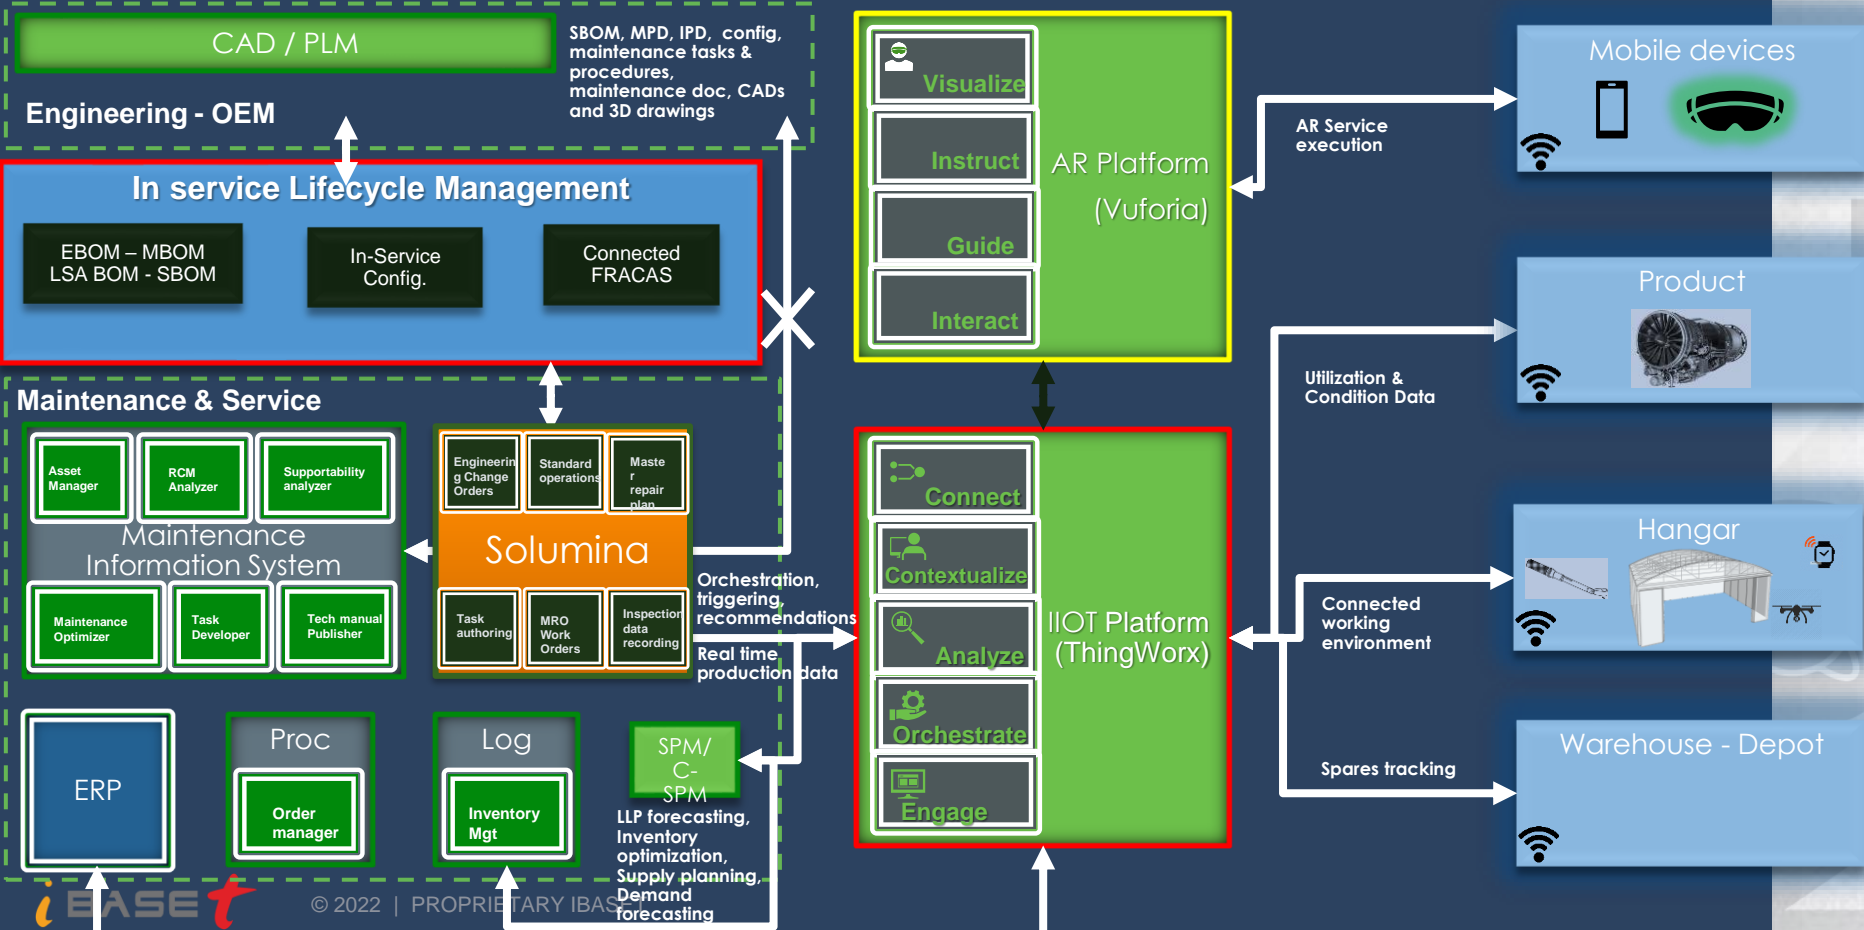 CAD / PLM
SBOM, MPD, IPD, config,
maintenance tasks &
procedures,
maintenance doc, CADs
and 3D drawings
Engineering - OEM
In service Lifecycle Management
EBOM – MBOM
LSA BOM - SBOM
In-Service
Config.
Connected
FRACAS
Maintenance & Service
Asset
Manager
RCM
Analyzer
Supportability
analyzer
Maintenance
Information System
Maintenance
Optimizer
Task
Developer
Tech manual
Publisher
Engineerin
g Change
Orders
Standard
operations
Maste
r
repair
plan
Solumina
Task
authoring
MRO
Work
Orders
Inspection
data
recording
Orchestration,
triggering,
recommendations
Real time
production data
ERP
Proc
Order
manager
Log
Inventory
Mgt
SPM/
C-
SPM
LLP forecasting,
Inventory
optimization,
Supply planning,
Demand
forecasting
Visualize
Instruct
Guide
Interact
AR Platform
(Vuforia)
Connect
Contextualize
Analyze
Orchestrate
Engage
IIOT Platform
(ThingWorx)
AR Service
execution
Utilization &
Condition Data
Connected
working
environment
Spares tracking
Mobile devices
Product
Hangar
Warehouse - Depot
iBASEt
© 2022 | PROPRIETARY IBASET